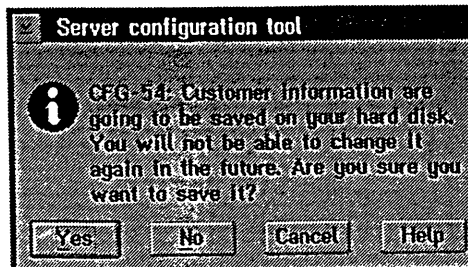 Server configuration tool
CFG-54: Customer Information are
going to be saved on your hard disk.
You will not be able to change it
again in the future. Are you sure you
want to save it?
Yes No Cancel Help